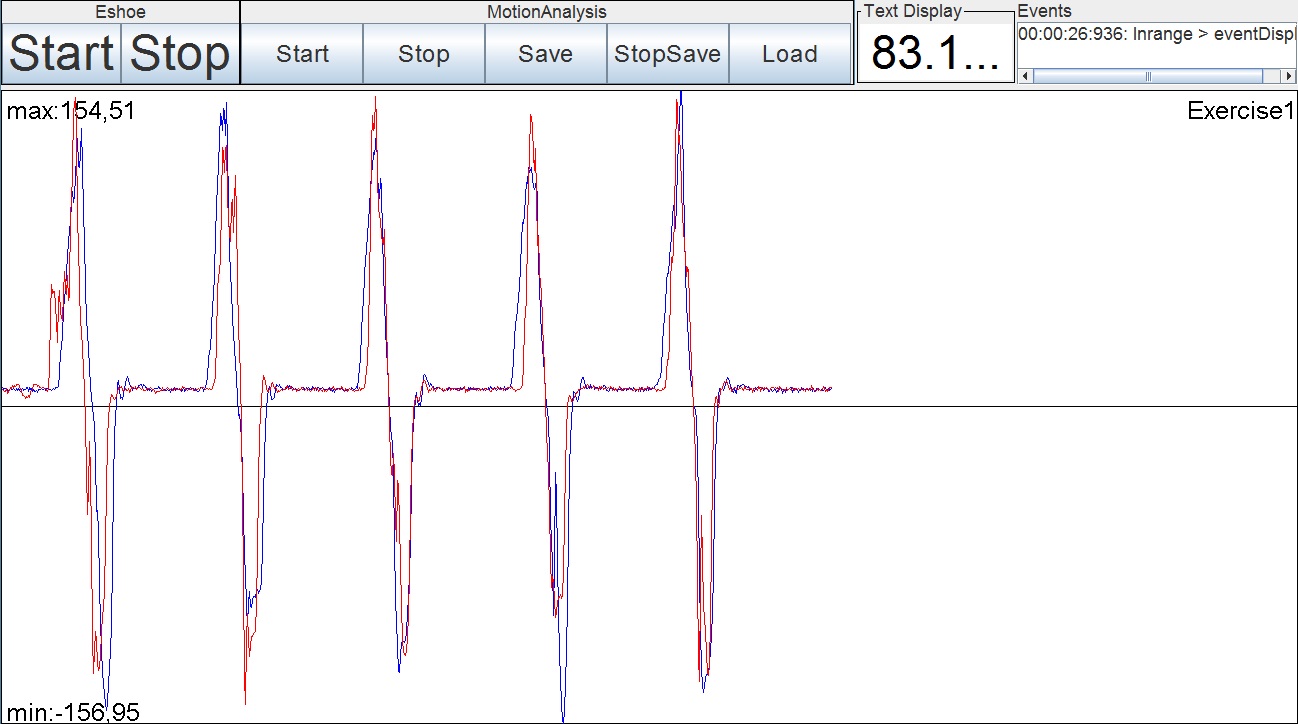 Eshoe
MotionAnalysis
Start Stop
Start Stop Save StopSave Load
Text Display
83.1...
Events
00:00:26:936: Inrange > eventDispl
max:154,51
Exercise1
min:-156,95